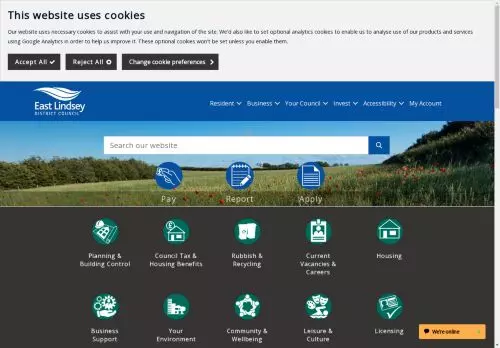 This website uses cookies
Our website uses necessary cookies to assist with your use and navigation of the site. We'd also like to set optional analytics cookies to enable us to analyse use of our products and services
using Google Analytics in order to help us improve it. These optional cookies won't be set unless you enable them.
Accept All Reject All Change cookie preferences
East Lindsey
DISTRICT COUNCIL
Resident Business Your Council Invest Accessibility My Account
Search our website
Pay Report Apply
Planning & Building Control
Council Tax & Housing Benefits
Rubbish & Recycling
Current Vacancies & Careers
Housing
Business Support
Your Environment
Community & Wellbeing
Leisure & Culture
Licensing
We're online